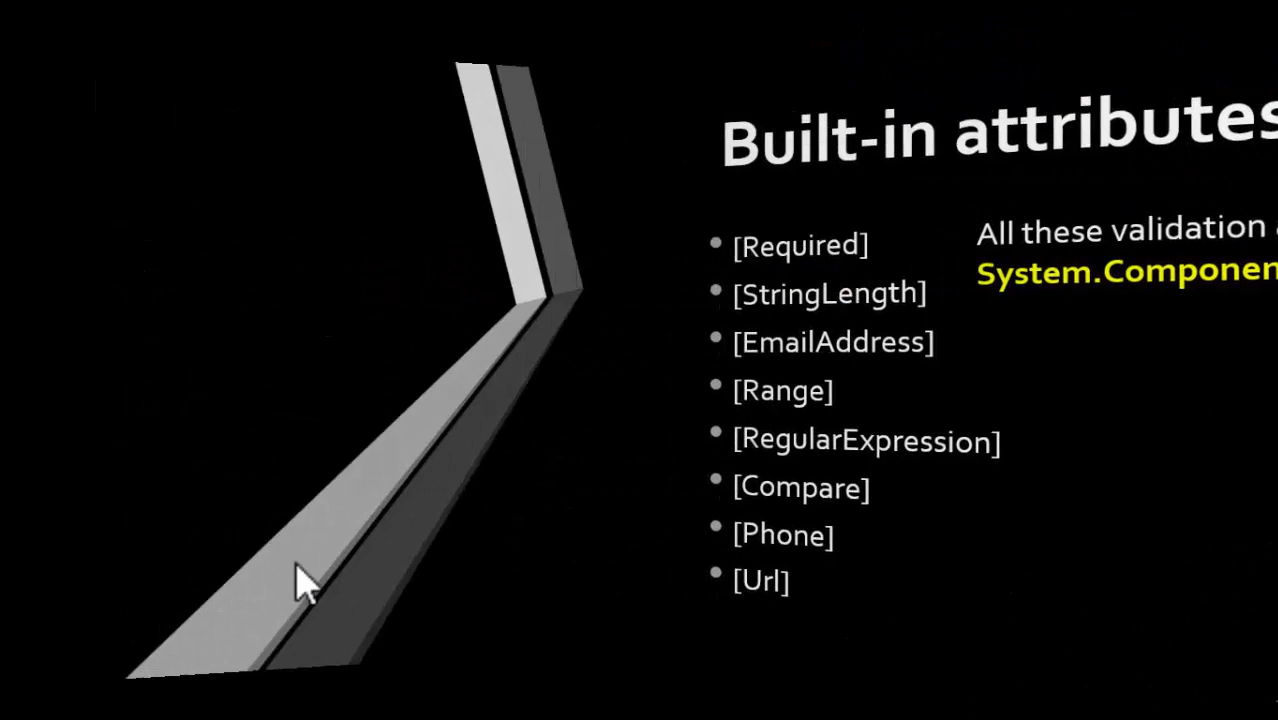 Built-in attributes
[Required]
[StringLength]
[EmailAddress]
[Range]
[RegularExpression]
[Compare]
[Phone]
[Url]
All these validation
System.Componen